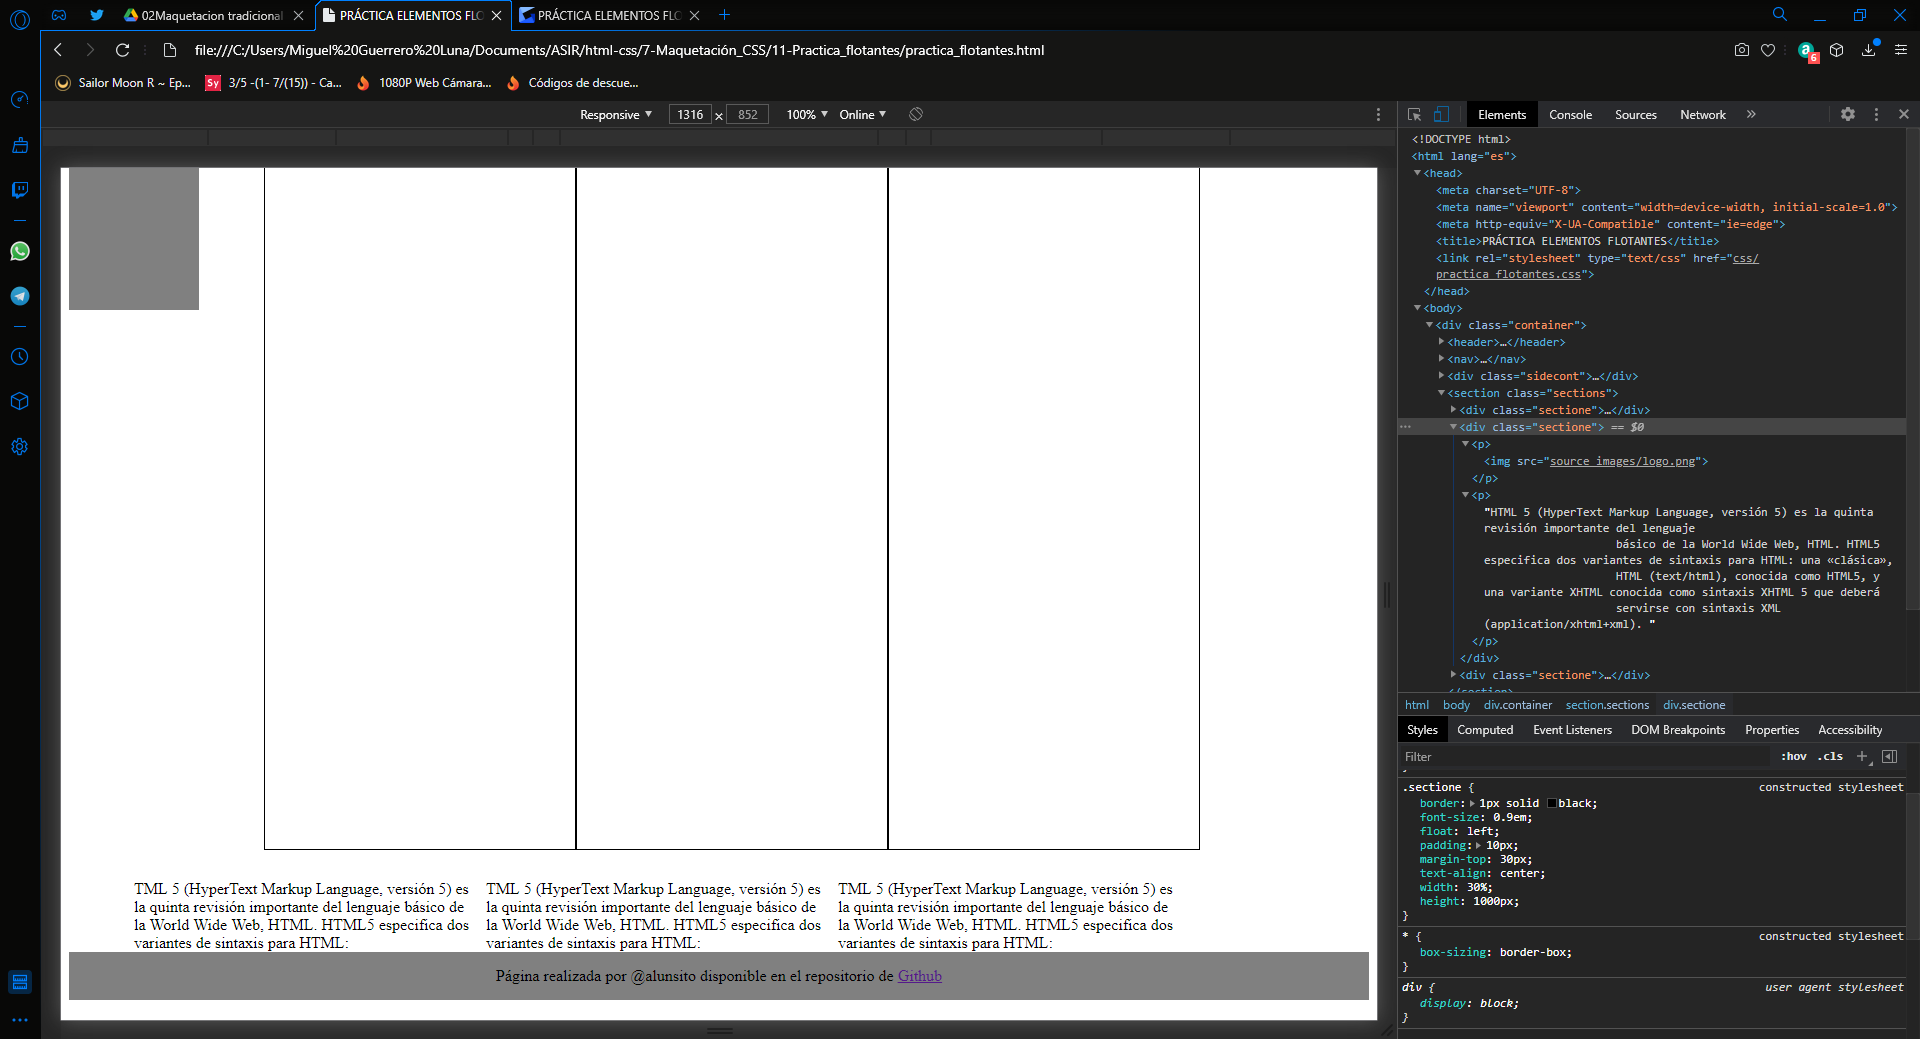 02Maquetacion tradicional
PRÁCTICA ELEMENTOS FLO
PRÁCTICA ELEMENTOS FLO
file:///C:/Users/Miguel%20Guerrero%20Luna/Documents/ASIR/html-css/7-Maquetación_CSS/11-Practica_flotantes/practica_flotantes.html
6
Sailor Moon R ~ Ep...
Sy 3/5 -(1- 7/(15)) - Ca...
1080P Web Cámara...
Códigos de descue...
Responsive 1316 × 852 100% Online
Elements Console Sources Network »
<!DOCTYPE html>
<html lang="es">
<head>
<meta charset="UTF-8">
<meta name="viewport" content="width=device-width, initial-scale=1.0">
<meta http-equiv="X-UA-Compatible" content="ie=edge">
<title>PRÁCTICA ELEMENTOS FLOTANTES</title>
<link rel="stylesheet" type="text/css" href="css/
practica_flotantes.css">
</head>
<body>
<div class="container">
<header>…</header>
<nav>…</nav>
<div class="sidecont">…</div>
<section class="sections">
<div class="sectione">…</div>
<div class="sectione"> == $0
<p>
<img src="source_images/logo.png">
</p>
<p>
"HTML 5 (HyperText Markup Language, versión 5) es la quinta
revisión importante del lenguaje
básico de la World Wide Web, HTML. HTML5
especifica dos variantes de sintaxis para HTML: una «clásica»,
HTML (text/html), conocida como HTML5, y
una variante XHTML conocida como sintaxis XHTML 5 que deberá
servirse con sintaxis XML
(application/xhtml+xml). "
</p>
</div>
<div class="sectione">…</div>
</section>
html body div.container section.sections div.sectione
Styles Computed Event Listeners DOM Breakpoints Properties Accessibility
Filter :hov .cls +
}
.sectione { constructed stylesheet
border: 1px solid black;
font-size: 0.9em;
float: left;
padding: 10px;
margin-top: 30px;
text-align: center;
width: 30%;
height: 1000px;
}
* { constructed stylesheet
box-sizing: border-box;
}
div { user agent stylesheet
display: block;
}
TML 5 (HyperText Markup Language, versión 5) es
la quinta revisión importante del lenguaje básico de
la World Wide Web, HTML. HTML5 especifica dos
variantes de sintaxis para HTML:
TML 5 (HyperText Markup Language, versión 5) es
la quinta revisión importante del lenguaje básico de
la World Wide Web, HTML. HTML5 especifica dos
variantes de sintaxis para HTML:
TML 5 (HyperText Markup Language, versión 5) es
la quinta revisión importante del lenguaje básico de
la World Wide Web, HTML. HTML5 especifica dos
variantes de sintaxis para HTML:
Página realizada por @alunsito disponible en el repositorio de Github